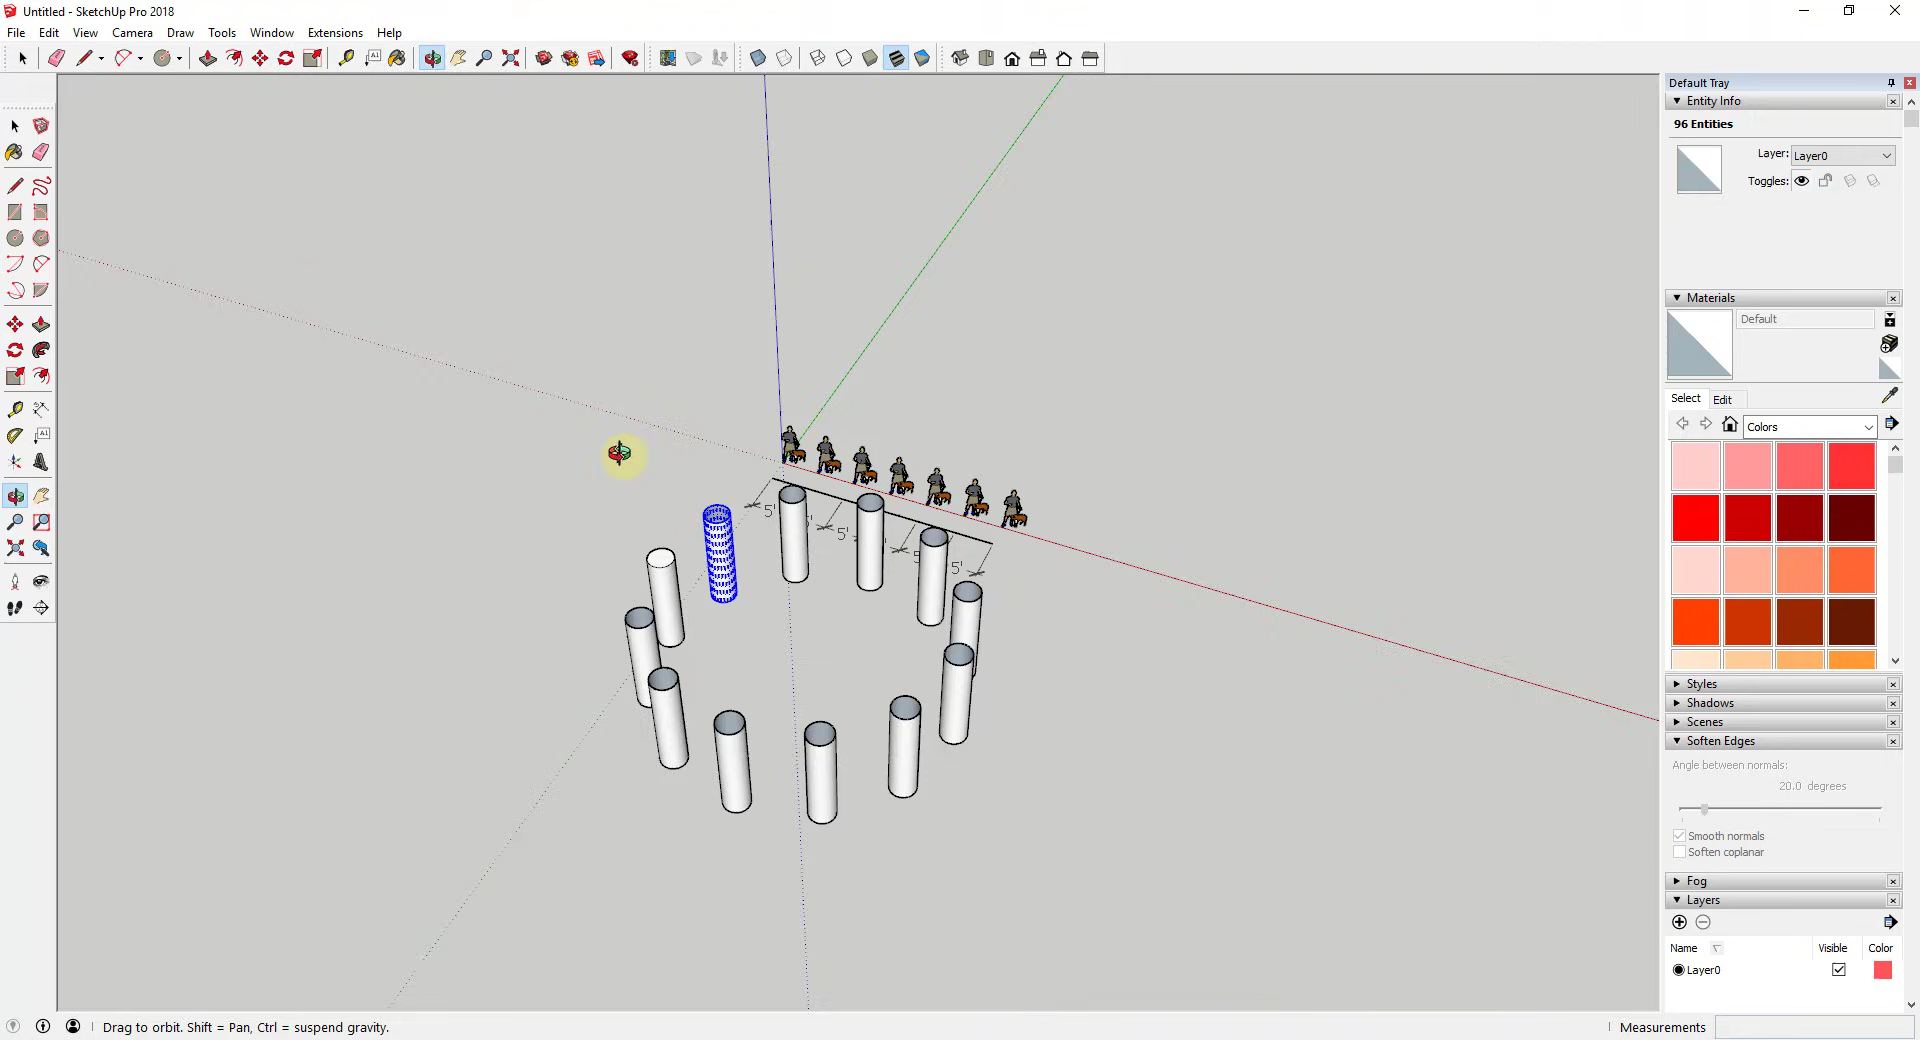 Untitled - SketchUp Pro 2018
File Edit View Camera Draw Tools Window Extensions Help
A1
Default Tray
Entity Info
96 Entities
Layer: Layer0
Toggles:
Materials
Default
Select Edit
Colors
Styles
Shadows
Scenes
Soften Edges
Angle between normals:
20.0 degrees
Smooth normals
Soften coplanar
Fog
Layers
Name Visible Color
Layer0
A1
5'
5'
5'
Drag to orbit. Shift = Pan, Ctrl = suspend gravity.
Measurements